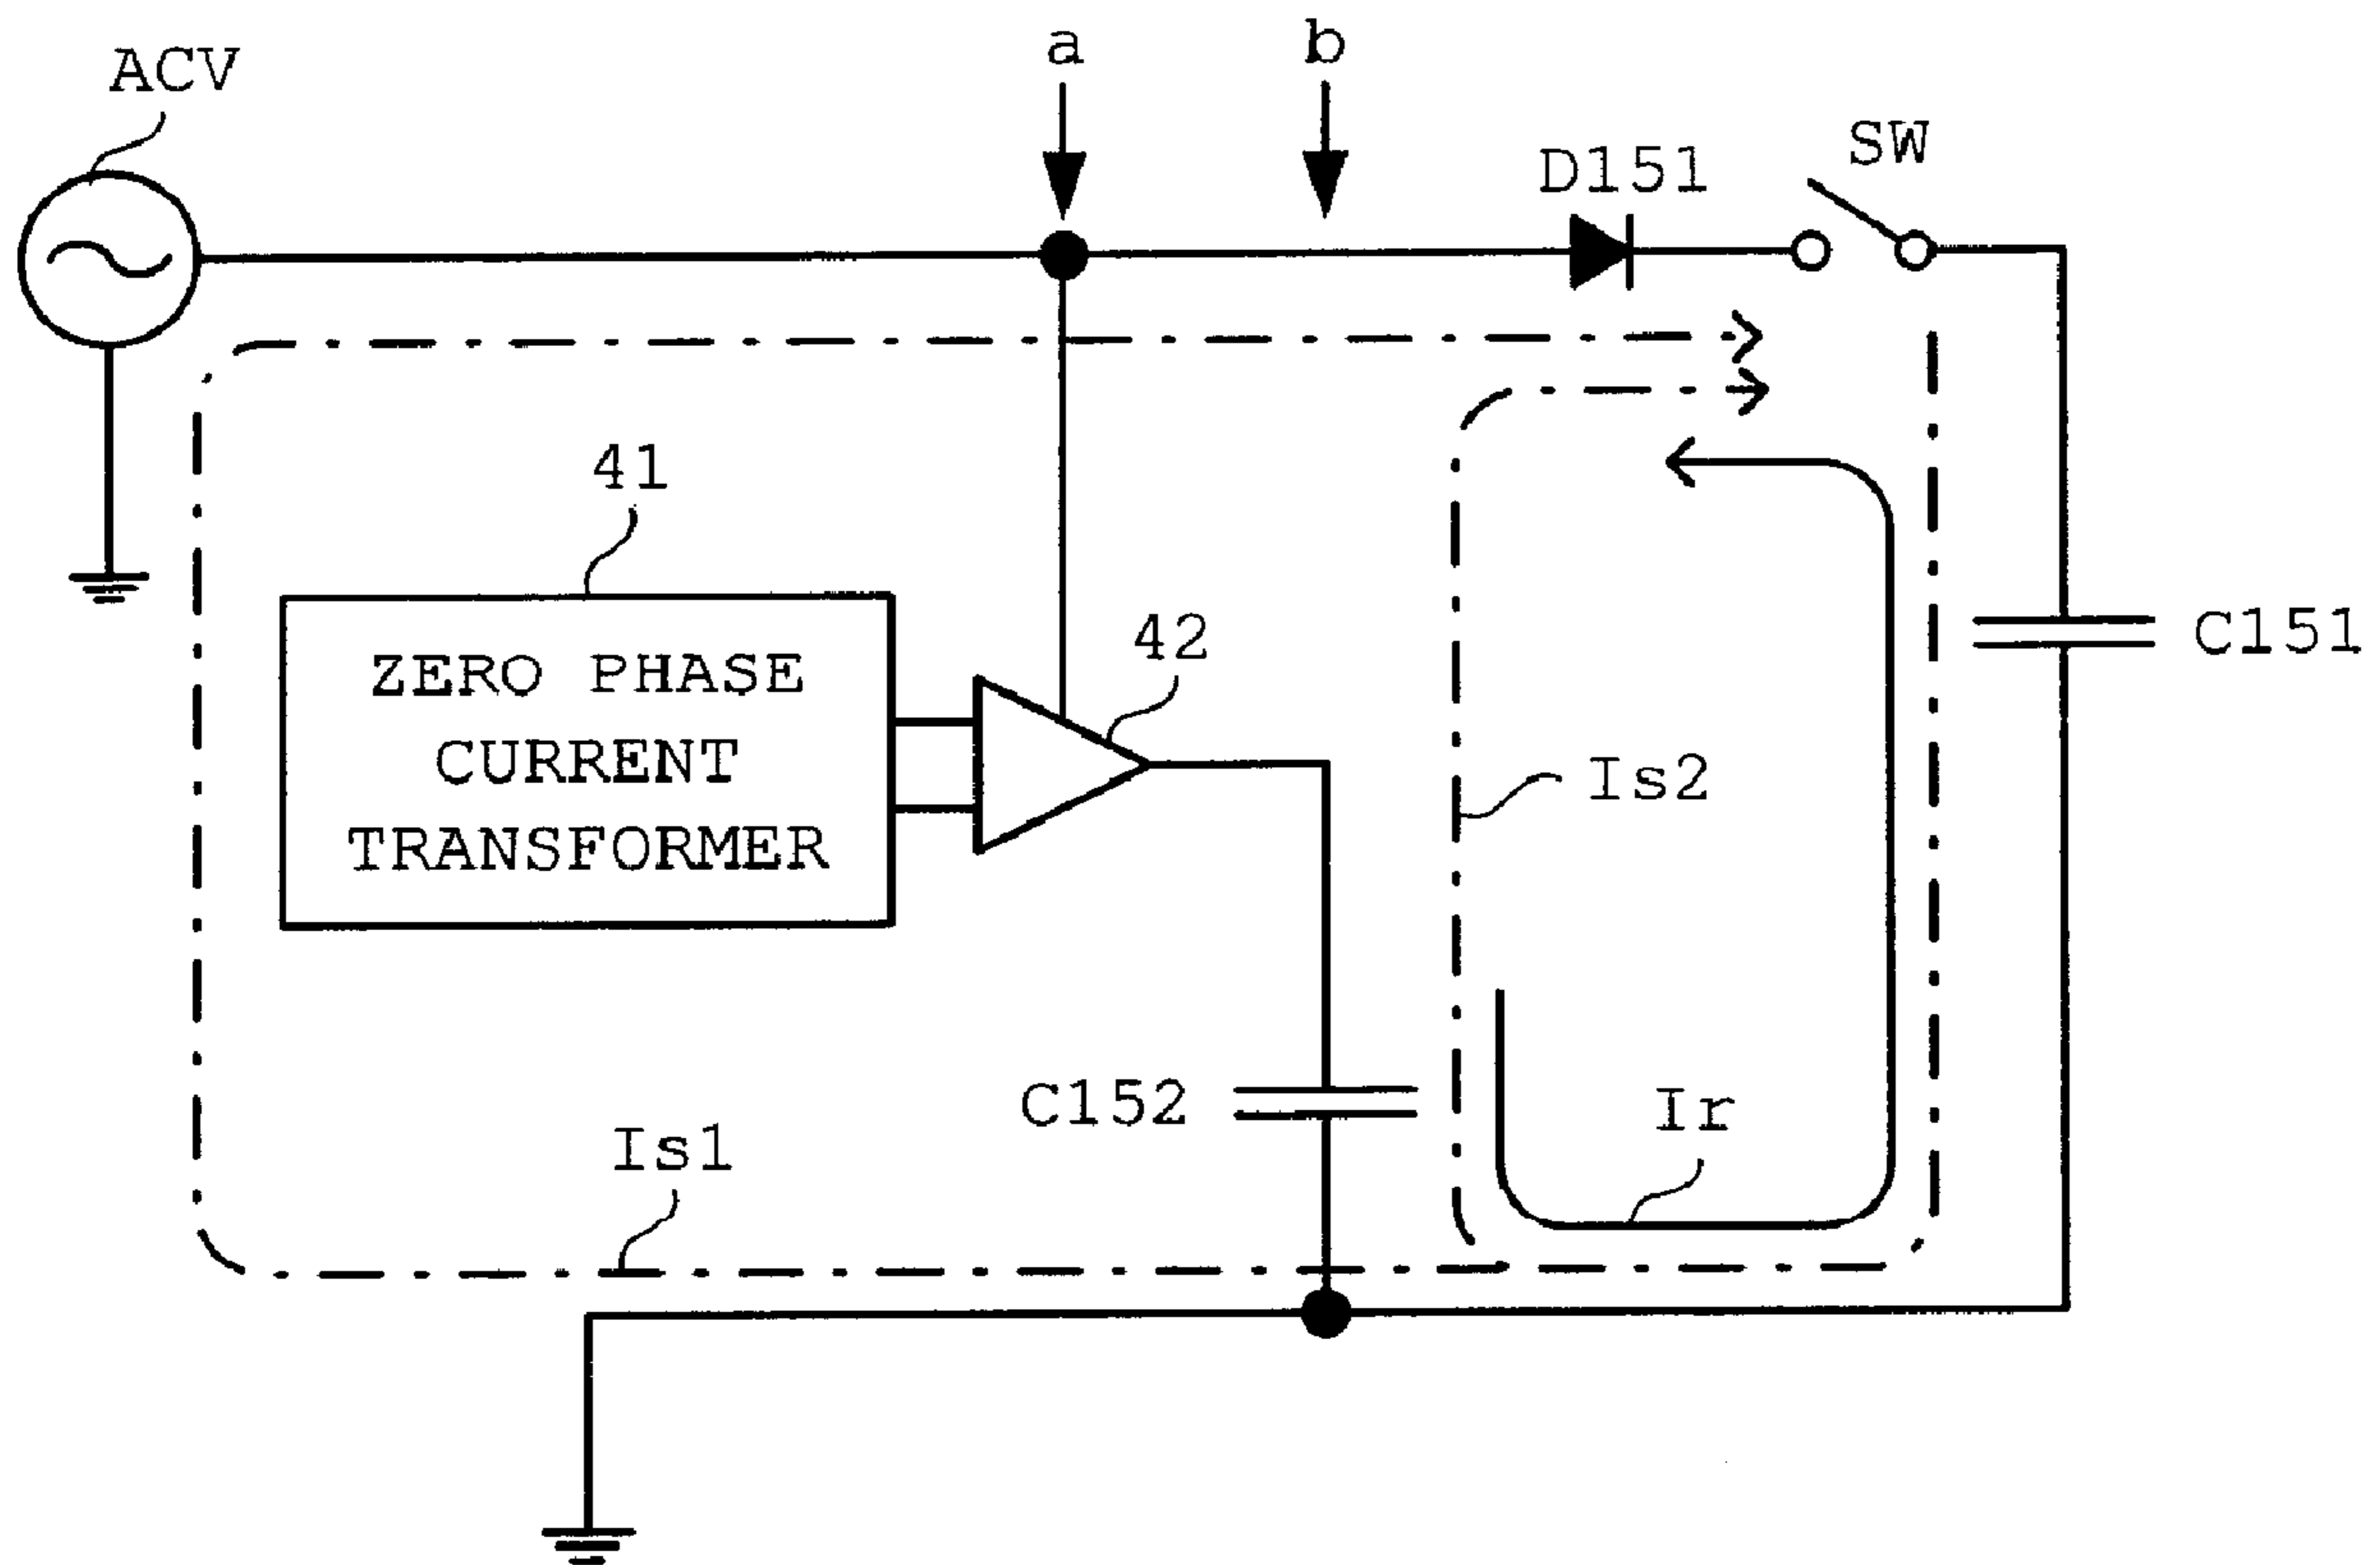 ACV
a
b
D151
SW
41
ZERO PHASE
CURRENT
TRANSFORMER
42
C151
Is2
C152
Ir
Is1